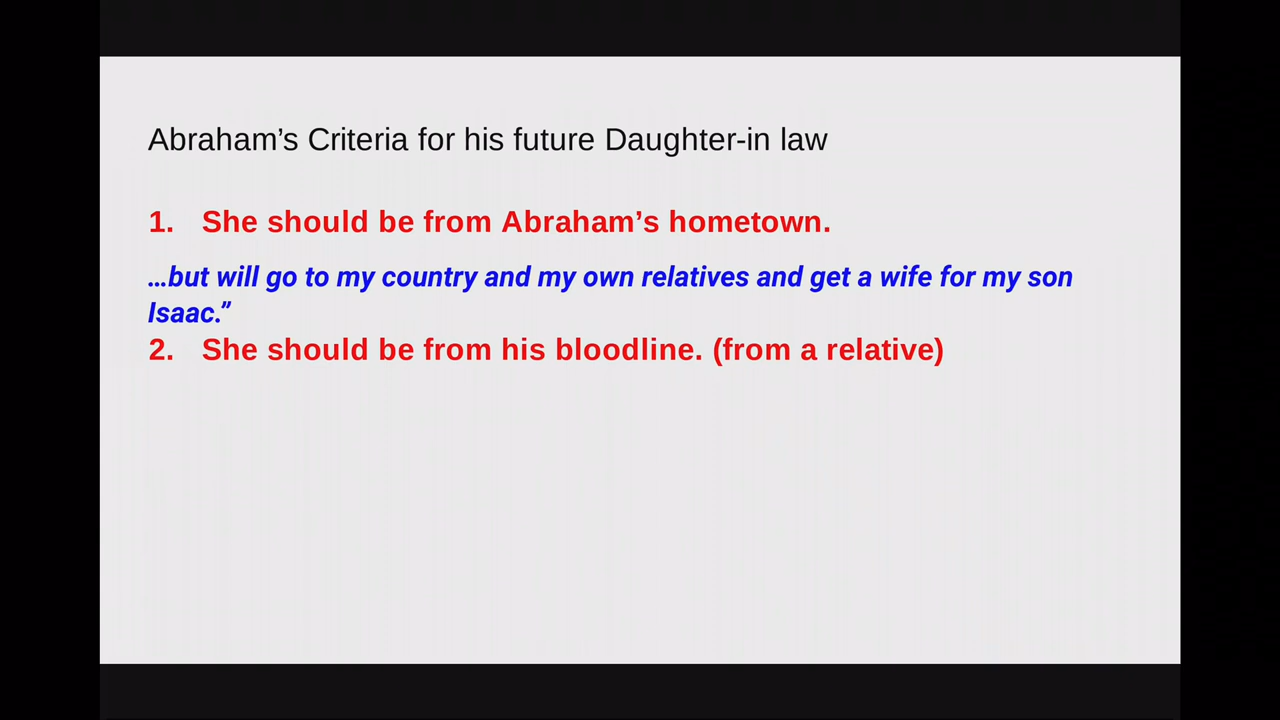 Abraham’s Criteria for his future Daughter-in law
1. She should be from Abraham’s hometown.
…but will go to my country and my own relatives and get a wife for my son
Isaac.”
2. She should be from his bloodline. (from a relative)